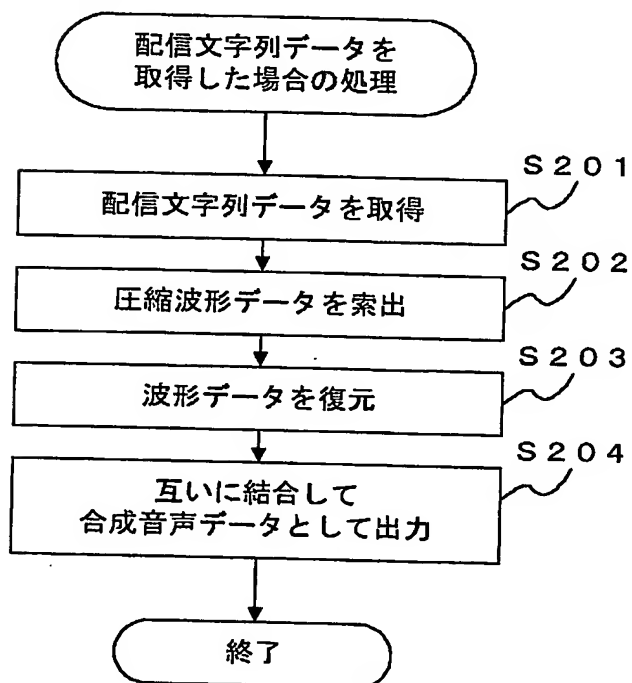 配信文字列データを
取得した場合の処理
S201
配信文字列データを取得
S202
圧縮波形データを索出
S203
波形データを復元
S204
互いに結合して
合成音声データとして出力
終了